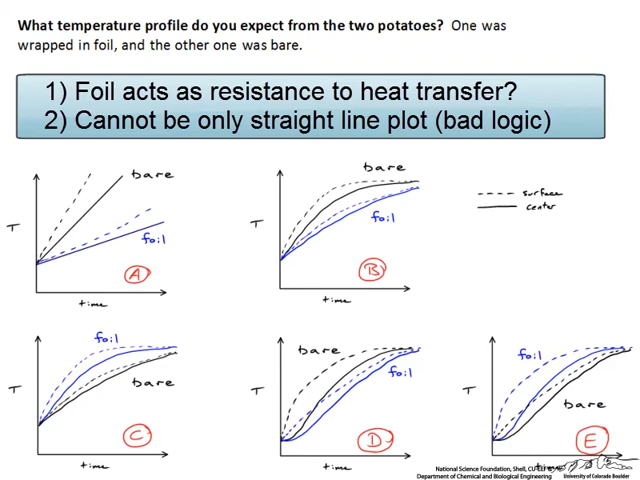 What temperature profile do you expect from the two potatoes? One was
wrapped in foil, and the other one was bare.
1) Foil acts as resistance to heat transfer?
2) Cannot be only straight line plot (bad logic)
bare
T
foil
A
time
bare
T
foil
B
time
surface
center
foil
T
bare
C
time
bare
T
foil
D
time
foil
T
bare
E
National Science Foundation, Shell,
Department of Chemical and Biological Engineering
University of Colorado Boulder